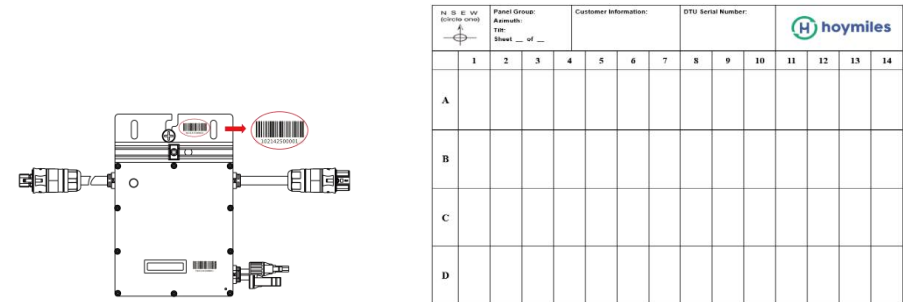 102142500001
N S E W
(circle one)
Panel Group:
Azimuth:
Tilt:
Sheet __ of __
Customer Information:
DTU Serial Number:
hoymiles
1 2 3 4 5 6 7 8 9 10 11 12 13 14
A
B
C
D